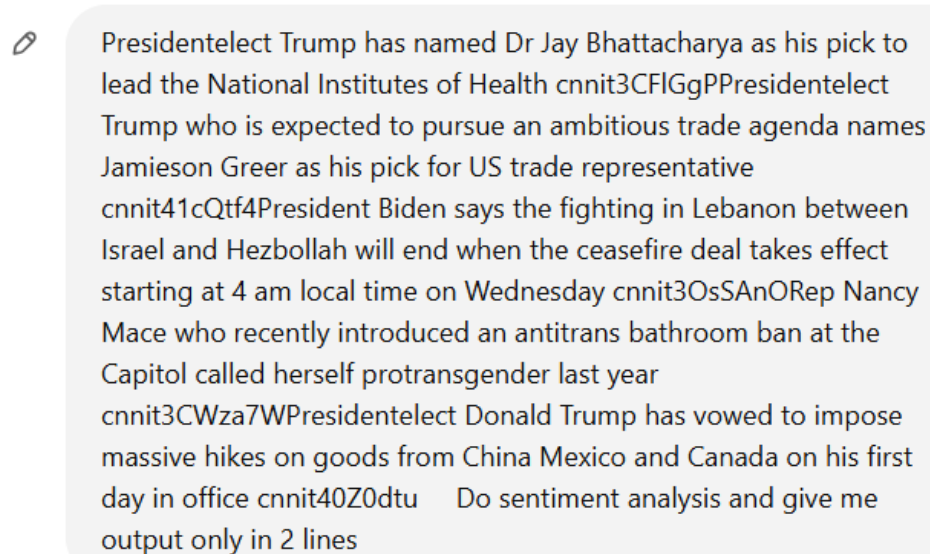 Presidentelect Trump has named Dr Jay Bhattacharya as his pick to
lead the National Institutes of Health cnnit3CFlGgPPresidentelect
Trump who is expected to pursue an ambitious trade agenda names
Jamieson Greer as his pick for US trade representative
cnnit41cQtf4President Biden says the fighting in Lebanon between
Israel and Hezbollah will end when the ceasefire deal takes effect
starting at 4 am local time on Wednesday cnnit3OsSAnORep Nancy
Mace who recently introduced an antitrans bathroom ban at the
Capitol called herself protransgender last year
cnnit3CWza7WPresidentelect Donald Trump has vowed to impose
massive hikes on goods from China Mexico and Canada on his first
day in office cnnit40Z0dtu Do sentiment analysis and give me
output only in 2 lines